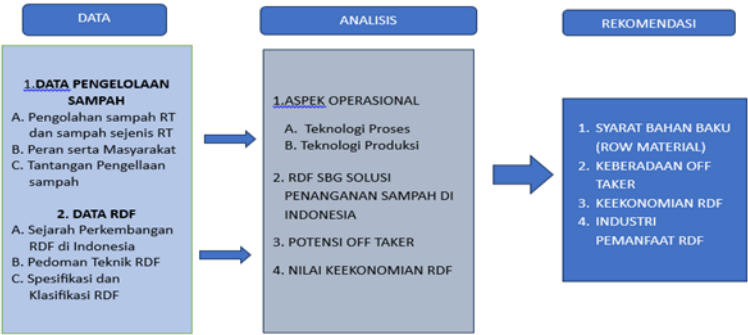 DATA
1.DATA PENGELOLAAN
SAMPAH
A. Pengolahan sampah RT
dan sampah sejenis RT
B. Peran serta Masyarakat
C. Tantangan Pengellaan
sampah
2. DATA RDF
A. Sejarah Perkembangan
RDF di Indonesia
B. Pedoman Teknik RDF
C. Spesifikasi dan
Klasifikasi RDF
ANALISIS
1.ASPEK OPERASIONAL
A. Teknologi Proses
B. Teknologi Produksi
2. RDF SBG SOLUSI
PENANGANAN SAMPAH DI
INDONESIA
3. POTENSI OFF TAKER
4. NILAI KEEKONOMIAN RDF
REKOMENDASI
1. SYARAT BAHAN BAKU
(ROW MATERIAL)
2. KEBERADAAN OFF
TAKER
3. KEEKONOMIAN RDF
4. INDUSTRI
PEMANFAAT RDF